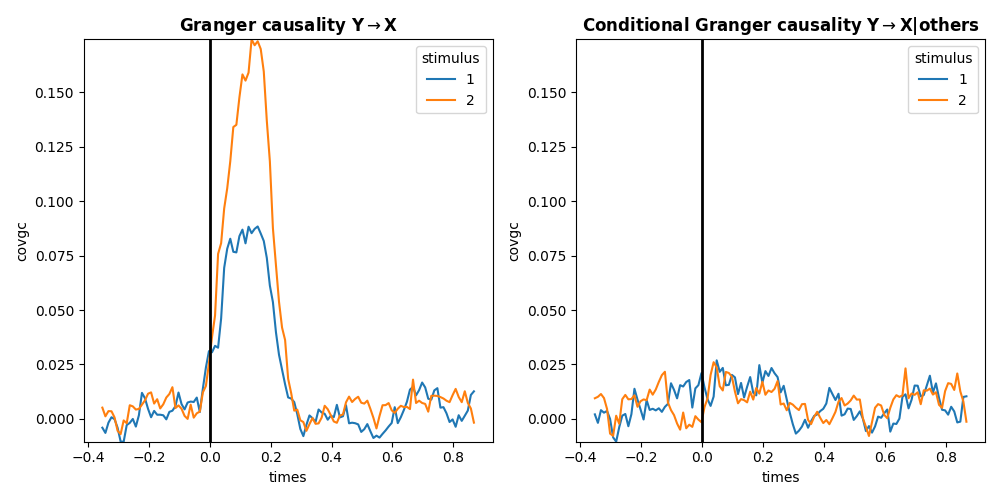 Granger causality Y→X
covgc
0.150
0.125
0.100
0.075
0.050
0.025
0.000
−0.4 −0.2 0.0 0.2 0.4 0.6 0.8
times
stimulus
1
2
Conditional Granger causality Y→X|others
covgc
0.150
0.125
0.100
0.075
0.050
0.025
0.000
−0.4 −0.2 0.0 0.2 0.4 0.6 0.8
times
stimulus
1
2